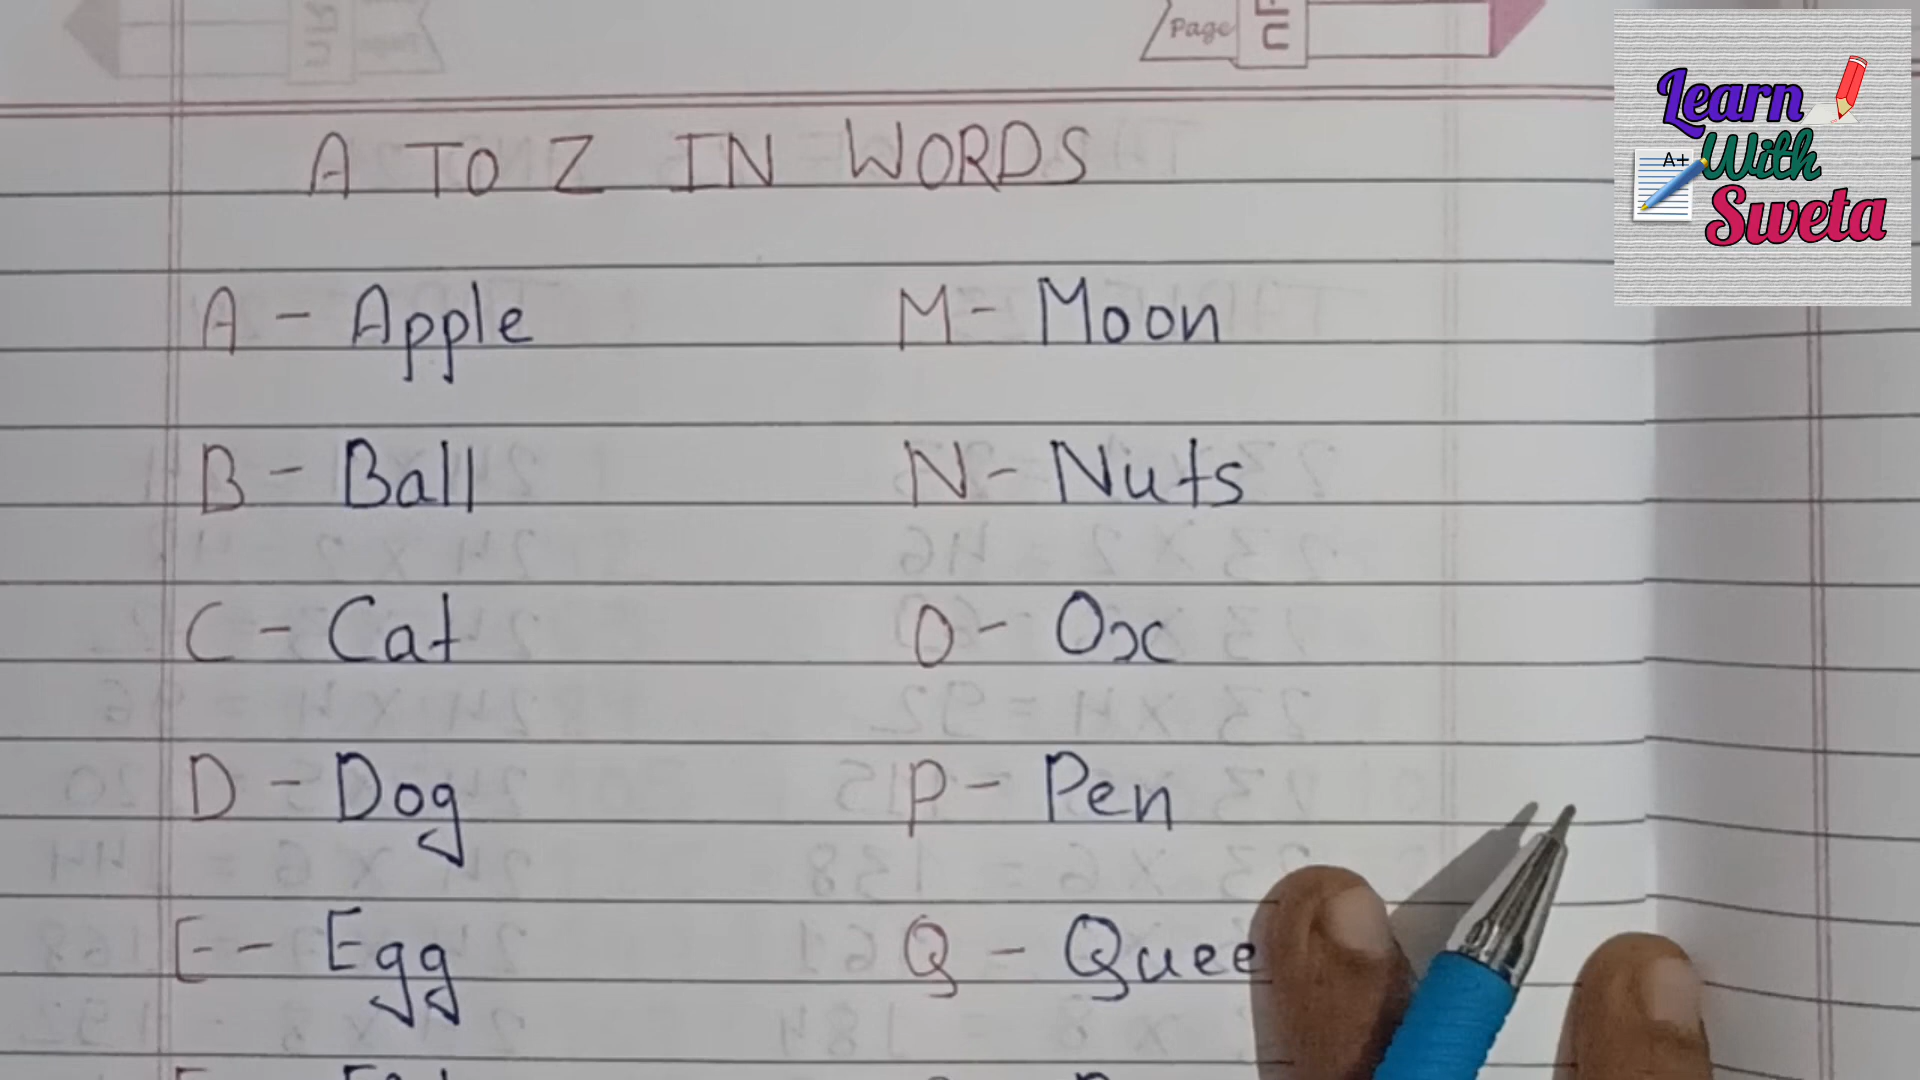 Page
A TO Z IN WORDS
A - Apple
B - Ball
C - Cat
D - Dog
E - Egg
M - Moon
N - Nuts
O - Ox
P - Pen
Q - Quee
Learn
With
A+
Sweta